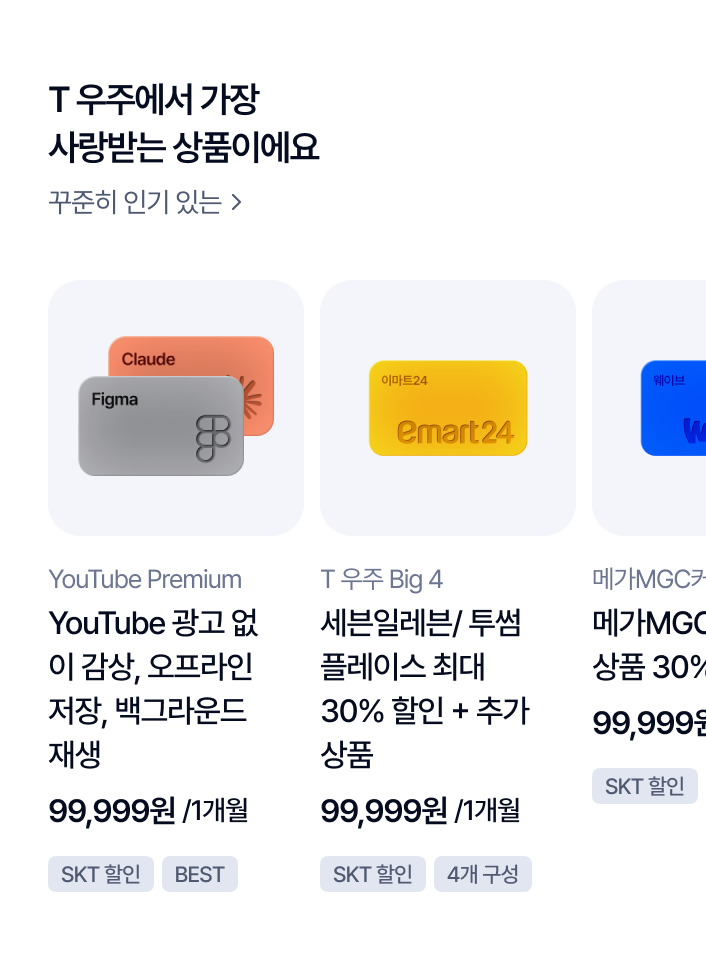 T 우주에서 가장
사랑받는 상품이에요
꾸준히 인기 있는
Claude
Figma
이마트24
emart24
웨이브
YouTube Premium
YouTube 광고 없
이 감상, 오프라인
저장, 백그라운드
재생
99,999원 /1개월
SKT 할인
BEST
T 우주 Big 4
세븐일레븐/ 투썸
플레이스 최대
30% 할인 + 추가
상품
99,999원 /1개월
SKT 할인
4개 구성
메가MGC커
메가MGC
상품 30%
99,999원
SKT 할인